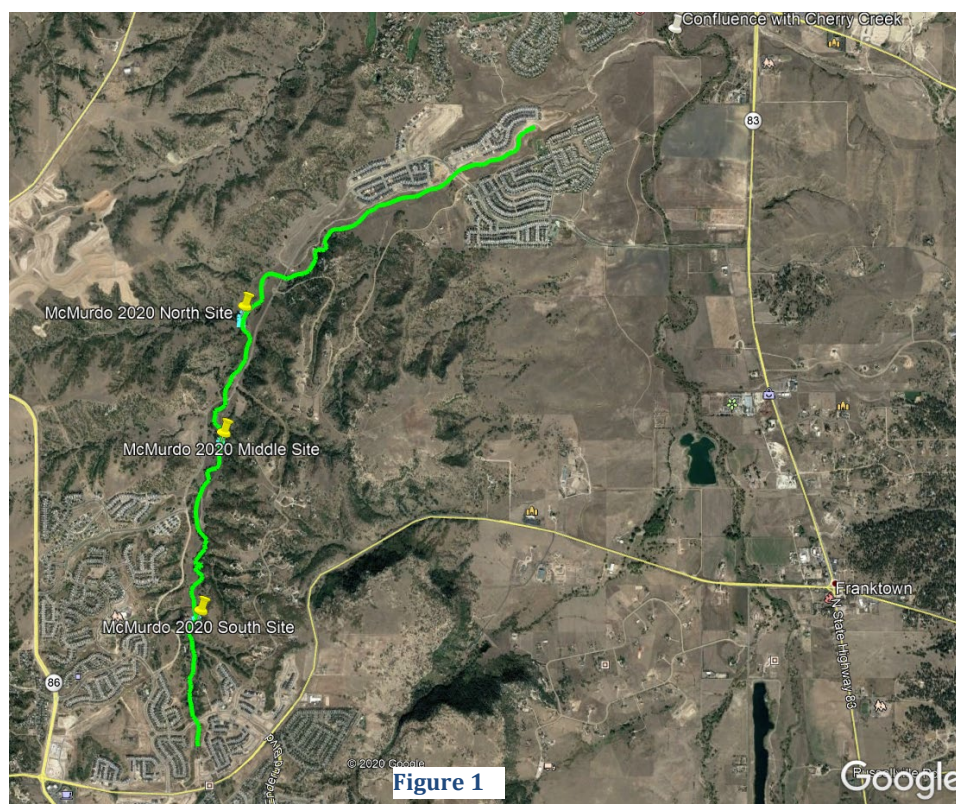 Confluence with Cherry Creek
83
McMurdo 2020 North Site
McMurdo 2020 Middle Site
Franktown
McMurdo 2020 South Site
N State Highway 83
86
© 2020 Google
Figure 1
Google